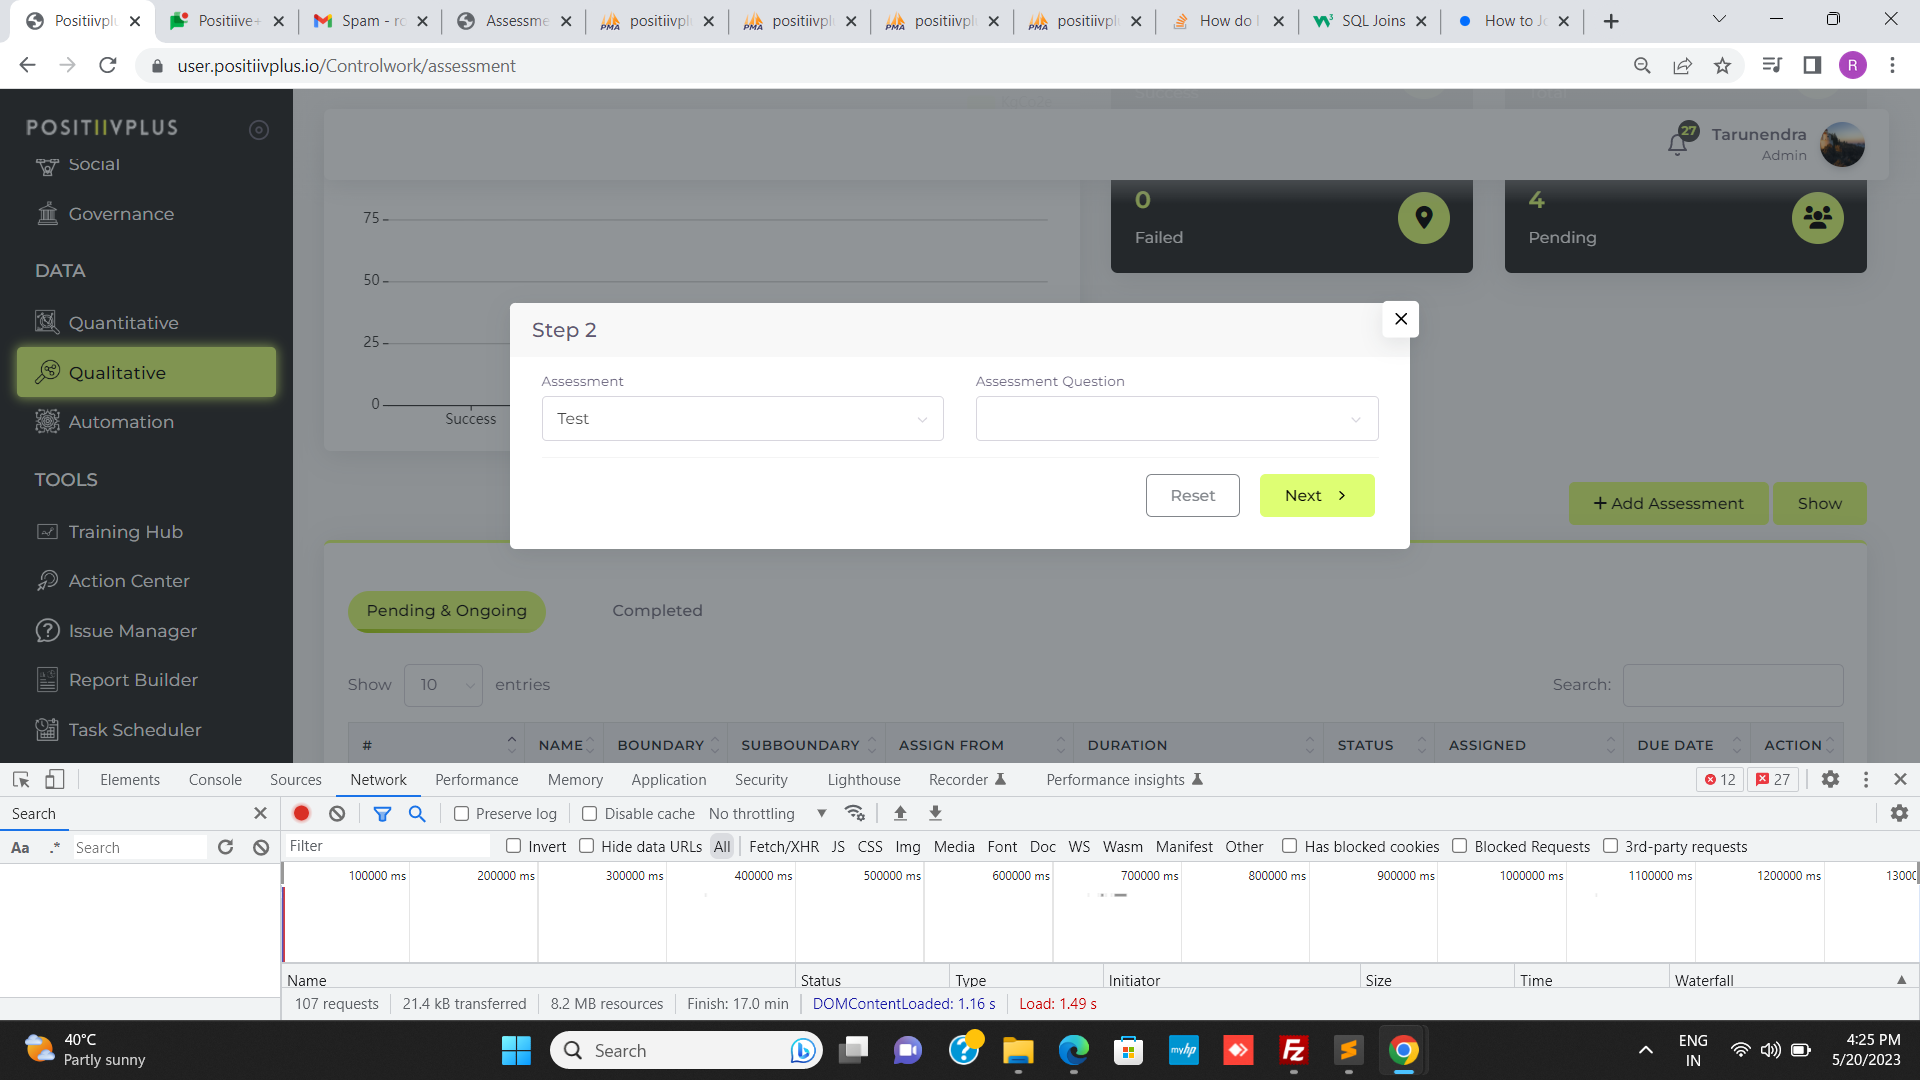 Positiivpl
Positiive+
Spam - ro
Assessme
positiivpl
positiivpl
positiivpl
positiivpl
How do I
SQL Joins
How to Jo
user.positiivplus.io/Controlwork/assessment
R
POSITIIVPLUS
Social
Governance
DATA
Quantitative
Qualitative
Automation
TOOLS
Training Hub
Action Center
Issue Manager
Report Builder
Task Scheduler
27
Tarunendra
Admin
75
50
25
0
Success
0
Failed
4
Pending
Step 2
Assessment
Assessment Question
Test
Reset
Next
+ Add Assessment
Show
Pending & Ongoing
Completed
Show 10 entries
Search:
# NAME BOUNDARY SUBBOUNDARY ASSIGN FROM DURATION STATUS ASSIGNED DUE DATE ACTION
Elements Console Sources Network Performance Memory Application Security Lighthouse Recorder Performance insights 12 27
Search
Preserve log Disable cache No throttling
Aa .* Search
Filter Invert Hide data URLs All Fetch/XHR JS CSS Img Media Font Doc WS Wasm Manifest Other Has blocked cookies Blocked Requests 3rd-party requests
100000 ms 200000 ms 300000 ms 400000 ms 500000 ms 600000 ms 700000 ms 800000 ms 900000 ms 1000000 ms 1100000 ms 1200000 ms 1300
Name Status Type Initiator Size Time Waterfall
107 requests 21.4 kB transferred 8.2 MB resources Finish: 17.0 min DOMContentLoaded: 1.16 s Load: 1.49 s
40°C
Partly sunny
Search
myhp
ENG
IN
4:25 PM
5/20/2023